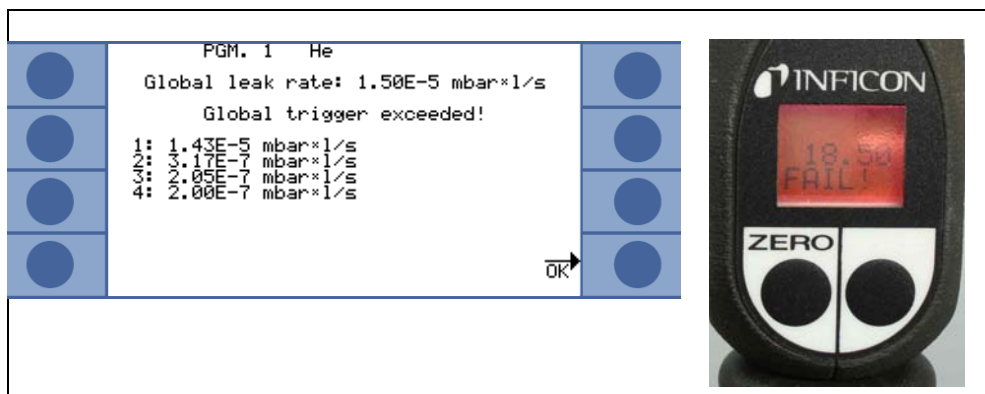 PGM. 1 He
Global leak rate: 1.50E-5 mbar×l/s
Global trigger exceeded!
1: 1.43E-5 mbar×l/s
2: 3.17E-7 mbar×l/s
3: 2.05E-7 mbar×l/s
4: 2.00E-7 mbar×l/s
OK
INFICON
18.50
FAIL!
ZERO